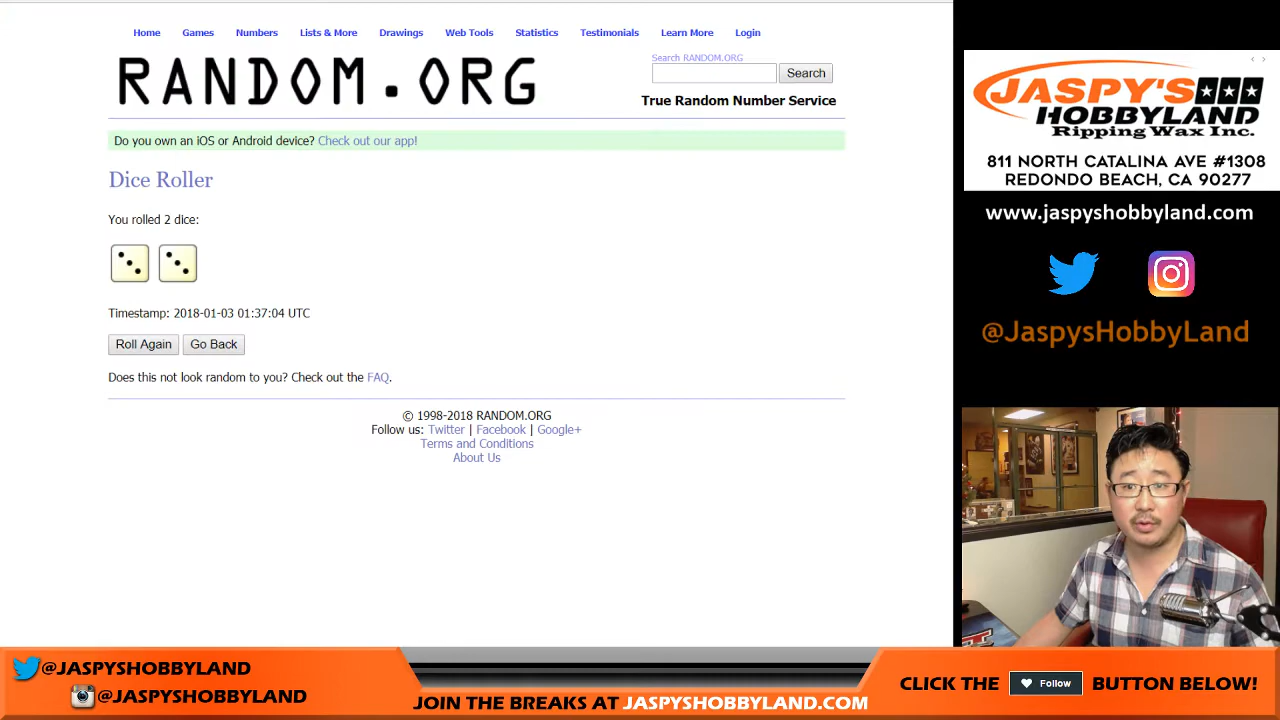 Home Games Numbers Lists & More Drawings Web Tools Statistics Testimonials Learn More Login
RANDOM.ORG
Search RANDOM.ORG
Search
True Random Number Service
Do you own an iOS or Android device? Check out our app!
Dice Roller
You rolled 2 dice:
Timestamp: 2018-01-03 01:37:04 UTC
Roll Again Go Back
Does this not look random to you? Check out the FAQ.
© 1998-2018 RANDOM.ORG
Follow us: Twitter | Facebook | Google+
Terms and Conditions
About Us
JASPY'S
HOBBYLAND
Ripping Wax Inc.
811 NORTH CATALINA AVE #1308
REDONDO BEACH, CA 90277
www.jaspyshobbyland.com
@JaspysHobbyLand
@JASPYSHOBBYLAND
@JASPYSHOBBYLAND
JOIN THE BREAKS AT JASPYSHOBBYLAND.COM
CLICK THE Follow BUTTON BELOW!